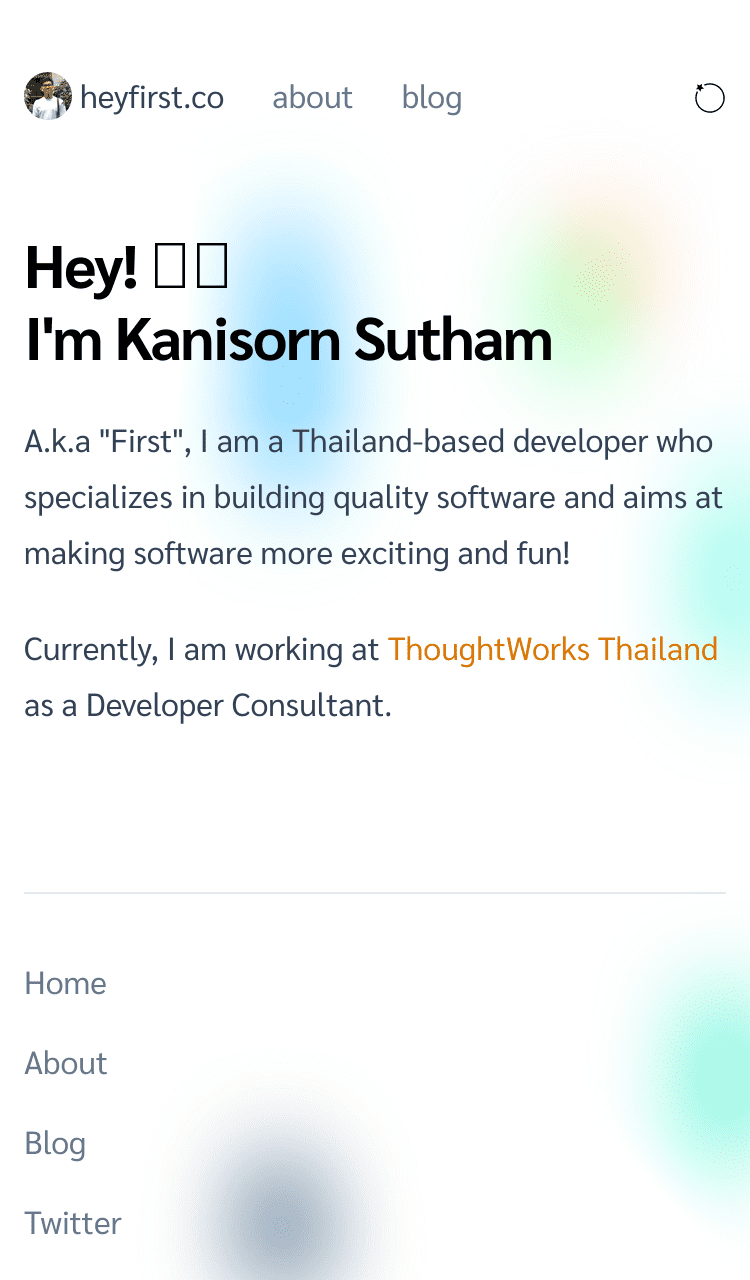 heyfirst.co about blog
Hey!
I'm Kanisorn Sutham
A.k.a "First", I am a Thailand-based developer who
specializes in building quality software and aims at
making software more exciting and fun!
Currently, I am working at ThoughtWorks Thailand
as a Developer Consultant.
Home
About
Blog
Twitter